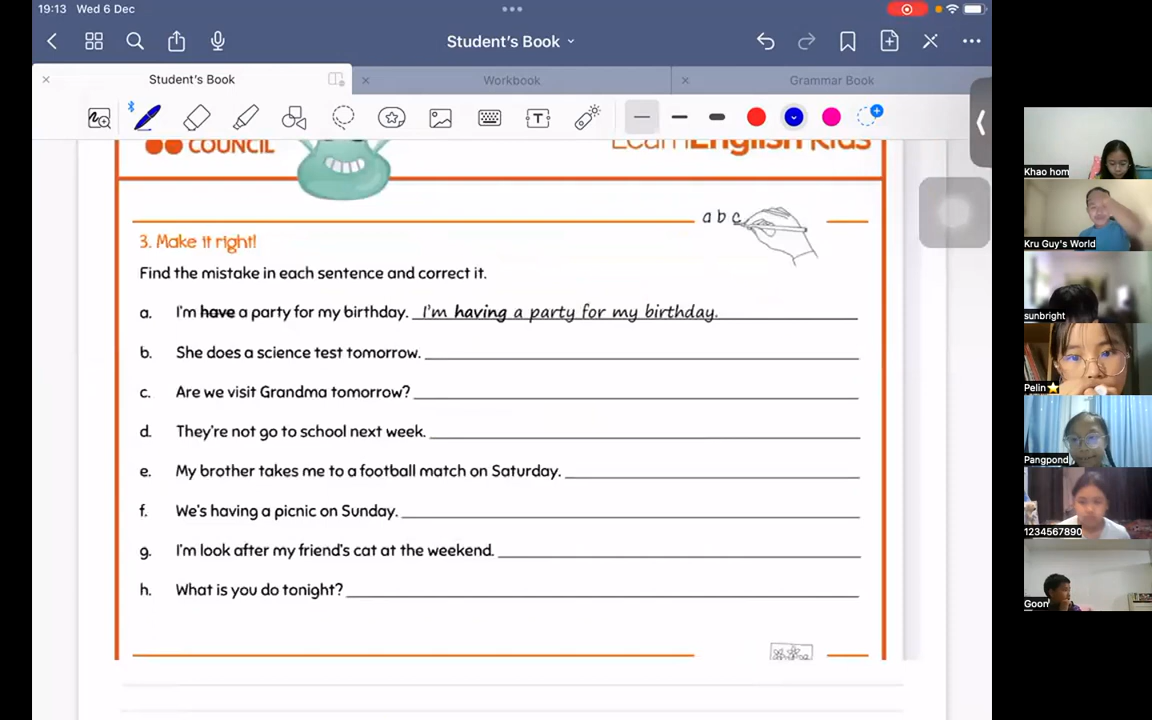 19:13 Wed 6 Dec
Student's Book
Student's Book
Workbook
Grammar Book
COUNCIL
LearnEnglish Kids
a b c
3. Make it right!
Find the mistake in each sentence and correct it.
a. I'm have a party for my birthday. I'm having a party for my birthday.
b. She does a science test tomorrow.
c. Are we visit Grandma tomorrow?
d. They're not go to school next week.
e. My brother takes me to a football match on Saturday.
f. We's having a picnic on Sunday.
g. I'm look after my friend's cat at the weekend.
h. What is you do tonight?
Khao hom
Kru Guy's World
sunbright
Pelin
Pangpond
1234567890
Goon